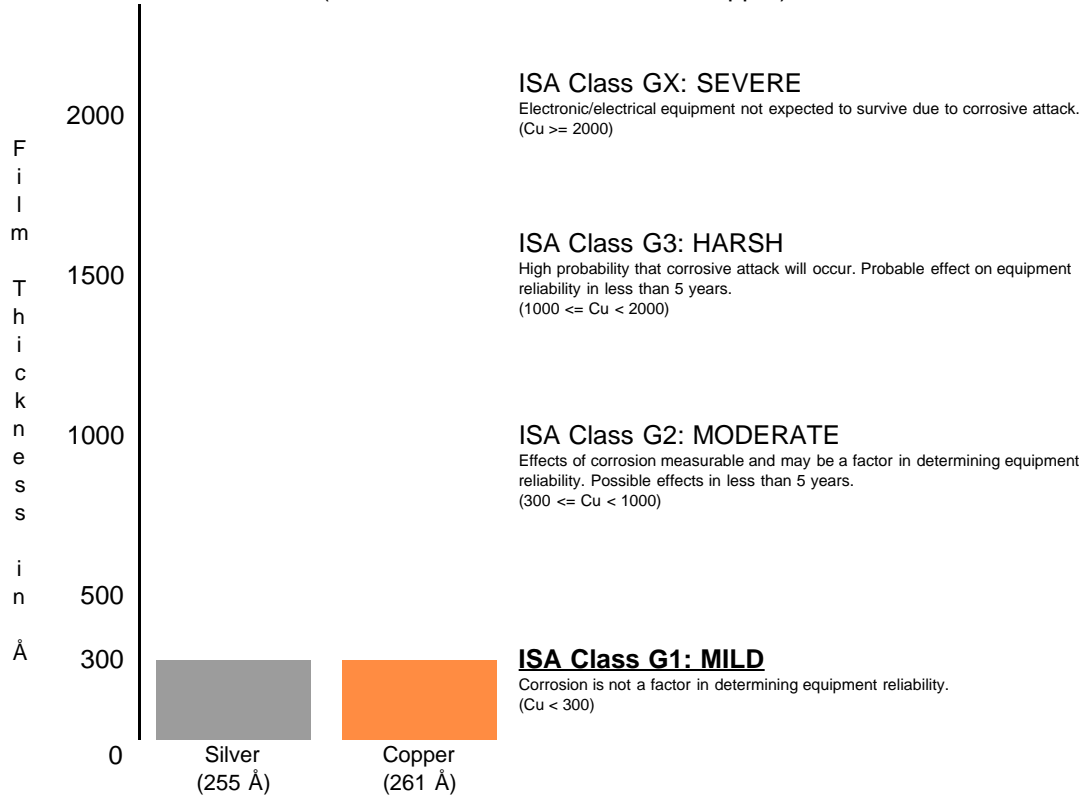 ISA Class GX: SEVERE
Electronic/electrical equipment not expected to survive due to corrosive attack.
(Cu >= 2000)
2000
Film Thickness in Å
ISA Class G3: HARSH
High probability that corrosive attack will occur. Probable effect on equipment
reliability in less than 5 years.
(1000 <= Cu < 2000)
1500
ISA Class G2: MODERATE
Effects of corrosion measurable and may be a factor in determining equipment
reliability. Possible effects in less than 5 years.
(300 <= Cu < 1000)
1000
500
300
ISA Class G1: MILD
Corrosion is not a factor in determining equipment reliability.
(Cu < 300)
0
Silver
(255 Å)
Copper
(261 Å)